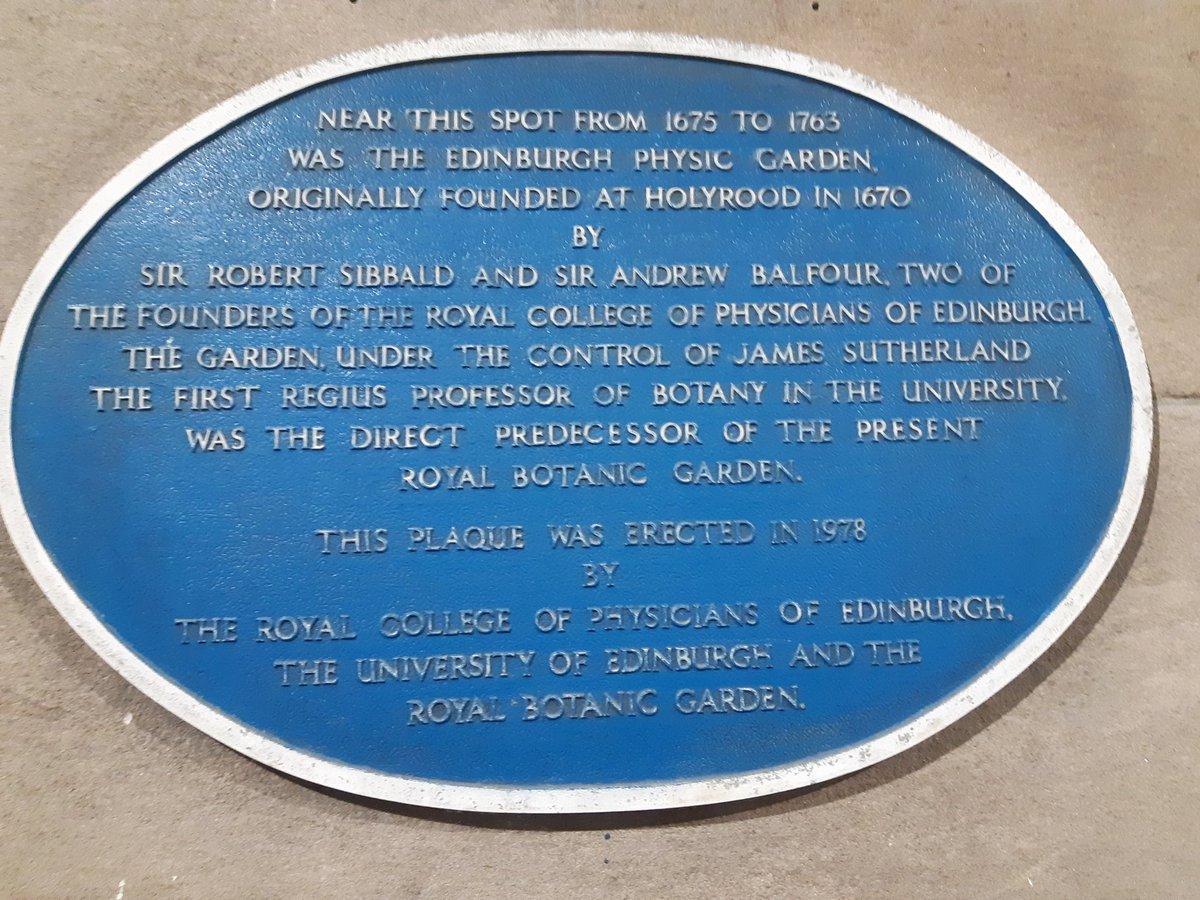 NEAR THIS SPOT FROM 1675 TO 1763
WAS THE EDINBURGH PHYSIC GARDEN,
ORIGINALLY FOUNDED AT HOLYROOD IN 1670
BY
SIR ROBERT SIBBALD AND SIR ANDREW BALFOUR, TWO OF
THE FOUNDERS OF THE ROYAL COLLEGE OF PHYSICIANS OF EDINBURGH.
THE GARDEN, UNDER THE CONTROL OF JAMES SUTHERLAND
THE FIRST REGIUS PROFESSOR OF BOTANY IN THE UNIVERSITY,
WAS THE DIRECT PREDECESSOR OF THE PRESENT
ROYAL BOTANIC GARDEN.
THIS PLAQUE WAS ERECTED IN 1978
BY
THE ROYAL COLLEGE OF PHYSICIANS OF EDINBURGH,
THE UNIVERSITY OF EDINBURGH AND THE
ROYAL BOTANIC GARDEN.